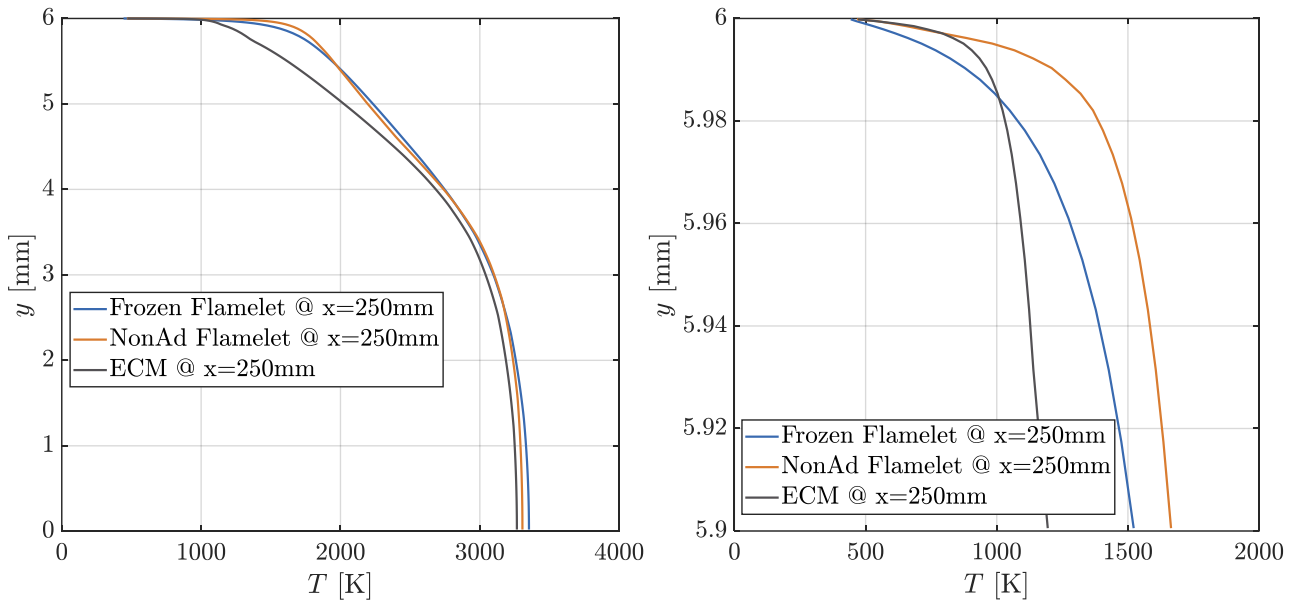 6
5
4
3
2
1
0
y [mm]
Frozen Flamelet @ x=250mm
NonAd Flamelet @ x=250mm
ECM @ x=250mm
0 1000 2000 3000 4000
T [K]
6
5.98
5.96
5.94
5.92
5.9
y [mm]
Frozen Flamelet @ x=250mm
NonAd Flamelet @ x=250mm
ECM @ x=250mm
0 500 1000 1500 2000
T [K]